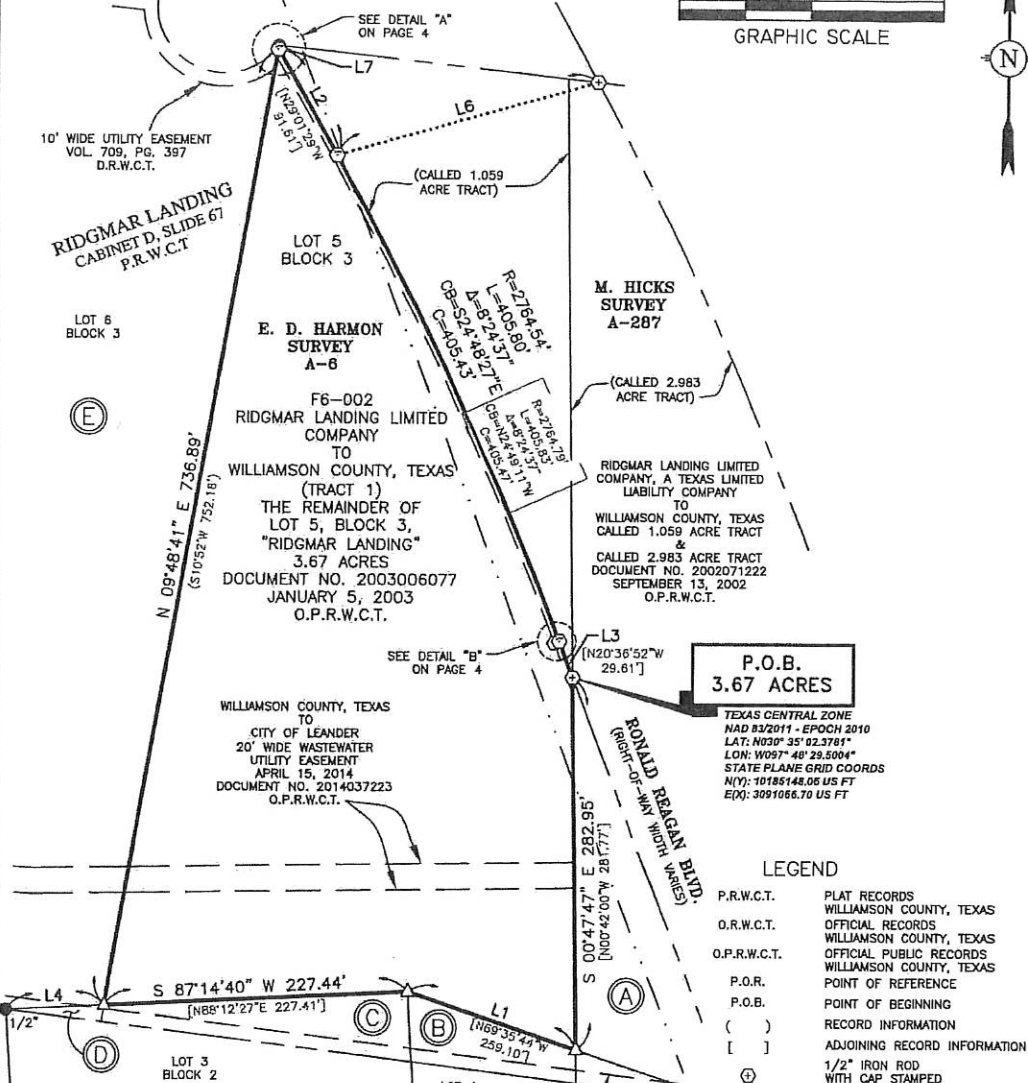 SEE DETAIL "A"
ON PAGE 4
GRAPHIC SCALE
N
L7
L2
[N29°01'29"W
91.61']
L6
10' WIDE UTILITY EASEMENT
VOL. 709, PG. 397
D.R.W.C.T.
(CALLED 1.059
ACRE TRACT)
RIDGMAR LANDING
CABINET D, SLIDE 67
P.R.W.C.T
LOT 5
BLOCK 3
LOT 6
BLOCK 3
E
E. D. HARMON
SURVEY
A-6
M. HICKS
SURVEY
A-287
R=2764.54'
L=405.80'
Δ=8°24'37"
CB=S24°48'27"E
C=405.43'
R=2764.79'
L=405.83'
Δ=8°24'37"
CB=N24°49'11"W
C=405.47'
(CALLED 2.983
ACRE TRACT)
F6-002
RIDGMAR LANDING LIMITED
COMPANY
TO
WILLIAMSON COUNTY, TEXAS
(TRACT 1)
THE REMAINDER OF
LOT 5, BLOCK 3,
"RIDGMAR LANDING"
3.67 ACRES
DOCUMENT NO. 2003006077
JANUARY 5, 2003
O.P.R.W.C.T.
N 09°48'41" E 736.89'
(S10°52'W 752.18')
RIDGMAR LANDING LIMITED
COMPANY, A TEXAS LIMITED
LIABILITY COMPANY
TO
WILLIAMSON COUNTY, TEXAS
CALLED 1.059 ACRE TRACT
&
CALLED 2.983 ACRE TRACT
DOCUMENT NO. 2002071222
SEPTEMBER 13, 2002
O.P.R.W.C.T.
SEE DETAIL "B"
ON PAGE 4
L3
[N20°36'52"W
29.61']
P.O.B.
3.67 ACRES
TEXAS CENTRAL ZONE
NAD 83/2011 - EPOCH 2010
LAT: N030° 35' 02.3781"
LON: W097° 48' 29.5004"
STATE PLANE GRID COORDS
N(Y): 10185148.05 US FT
E(X): 3091066.70 US FT
WILLIAMSON COUNTY, TEXAS
TO
CITY OF LEANDER
20' WIDE WASTEWATER
UTILITY EASEMENT
APRIL 15, 2014
DOCUMENT NO. 2014037223
O.P.R.W.C.T.
RONALD REAGAN BLVD.
(RIGHT-OF-WAY WIDTH VARIES)
S 00°47'47" E 282.95'
[N00°42'00"W 281.77']
A
L4
1/2"
S 87°14'40" W 227.44'
[N88°12'27"E 227.41']
L1
[N69°35'44"W
259.10']
C
B
D
LOT 3
BLOCK 2
LEGEND
P.R.W.C.T. PLAT RECORDS
WILLIAMSON COUNTY, TEXAS
O.R.W.C.T. OFFICIAL RECORDS
WILLIAMSON COUNTY, TEXAS
O.P.R.W.C.T. OFFICIAL PUBLIC RECORDS
WILLIAMSON COUNTY, TEXAS
P.O.R. POINT OF REFERENCE
P.O.B. POINT OF BEGINNING
( ) RECORD INFORMATION
[ ] ADJOINING RECORD INFORMATION
1/2" IRON ROD
WITH CAP STAMPED